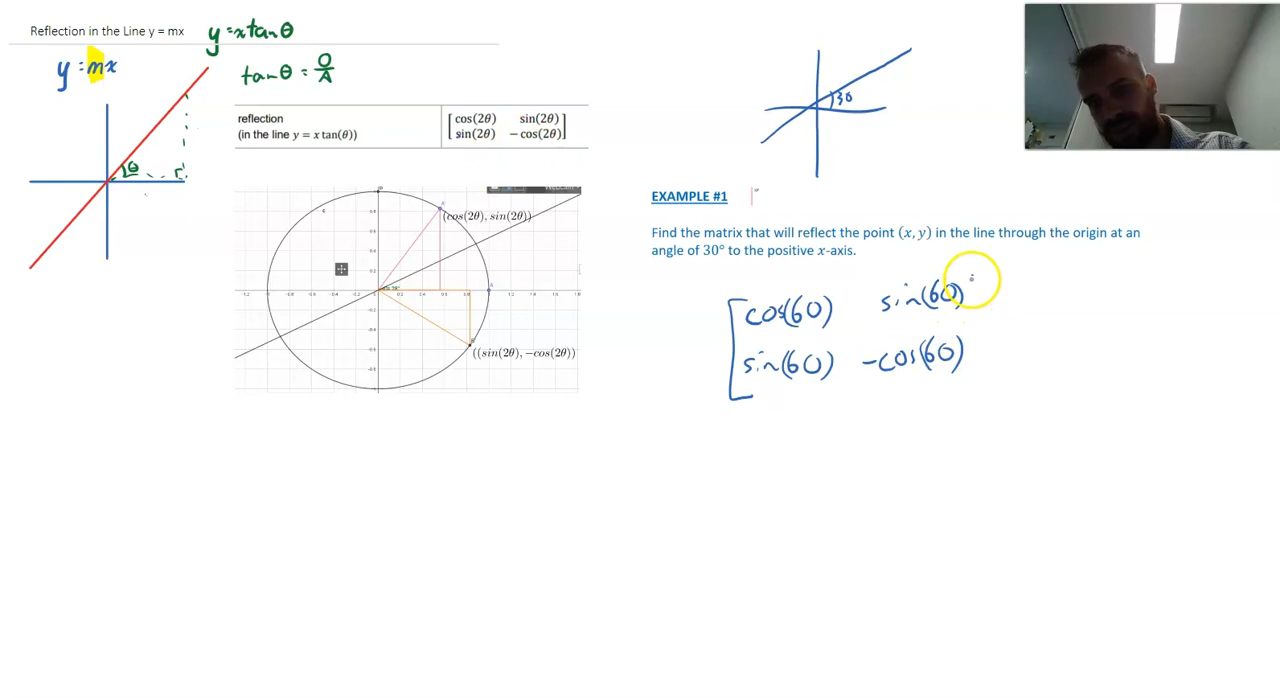 Reflection in the Line y = mx
y = x tan θ
y = mx
tan θ = O/A
θ
reflection
(in the line y = x tan(θ))
[cos(2θ) sin(2θ)
sin(2θ) −cos(2θ)]
(cos(2θ), sin(2θ))
((sin(2θ), −cos(2θ))
30
EXAMPLE #1
Find the matrix that will reflect the point (x, y) in the line through the origin at an
angle of 30° to the positive x-axis.
[cos(60) sin(60)
sin(60) -cos(60)